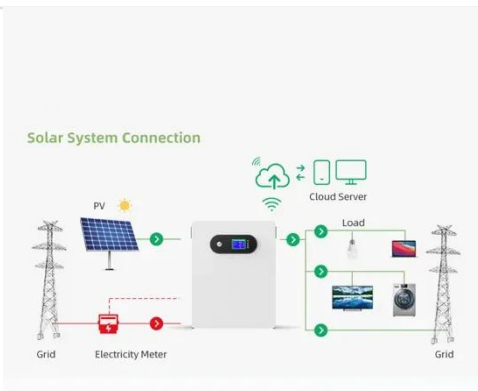 Solar System Connection
Cloud Server
PV
Load
Grid
Electricity Meter
Grid